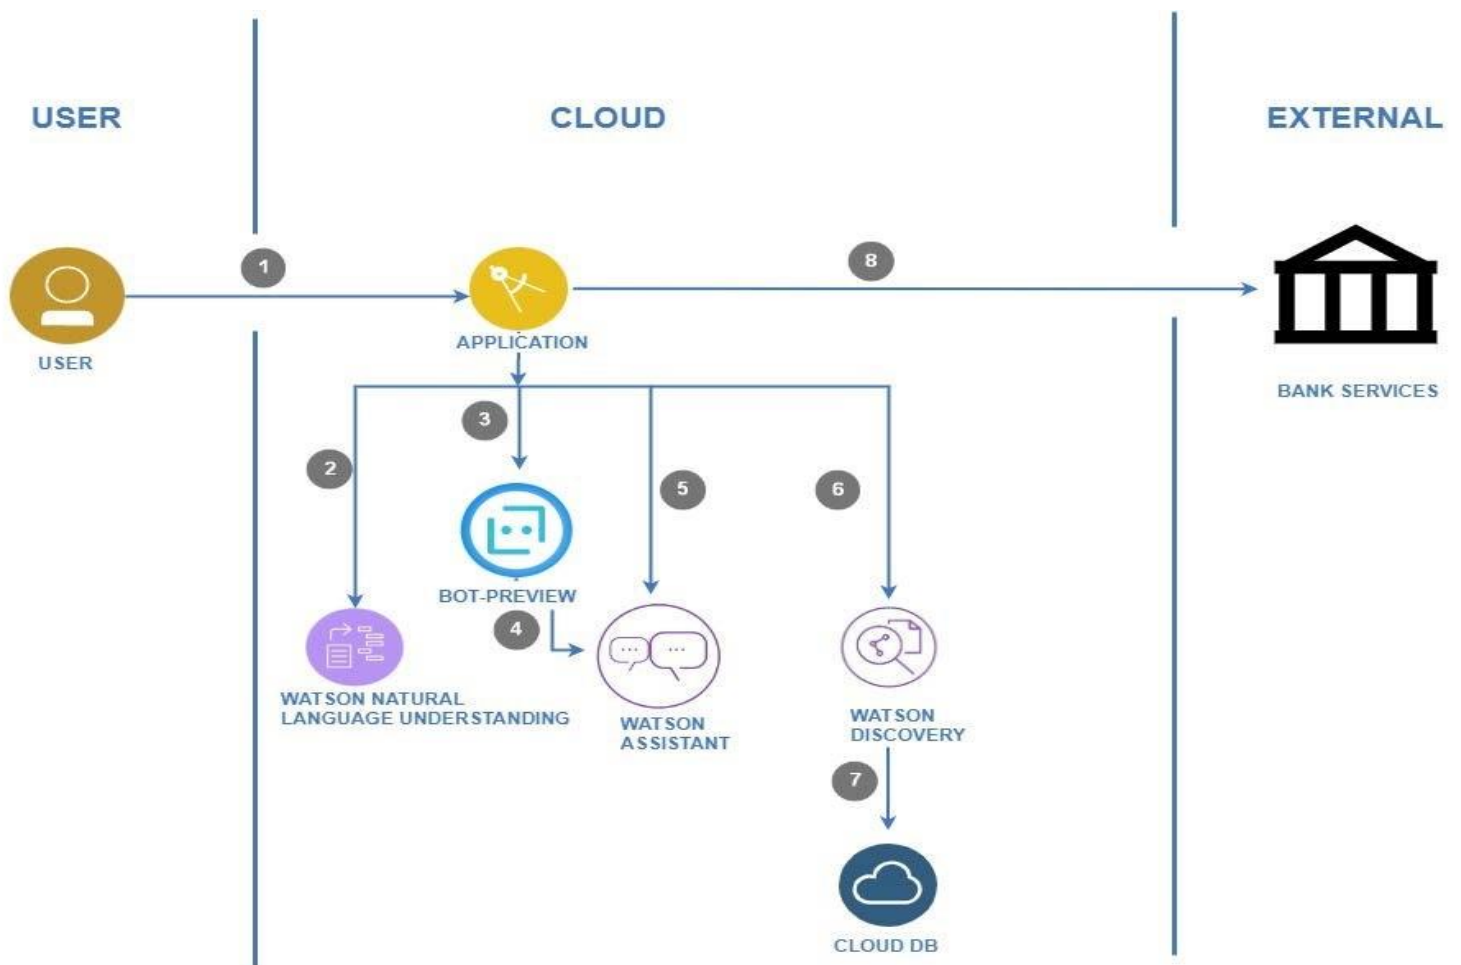 USER
CLOUD
EXTERNAL
1
8
USER
APPLICATION
BANK SERVICES
3
2
5
6
BOT-PREVIEW
4
WATSON NATURAL
LANGUAGE UNDERSTANDING
WATSON
ASSISTANT
WATSON
DISCOVERY
7
CLOUD DB